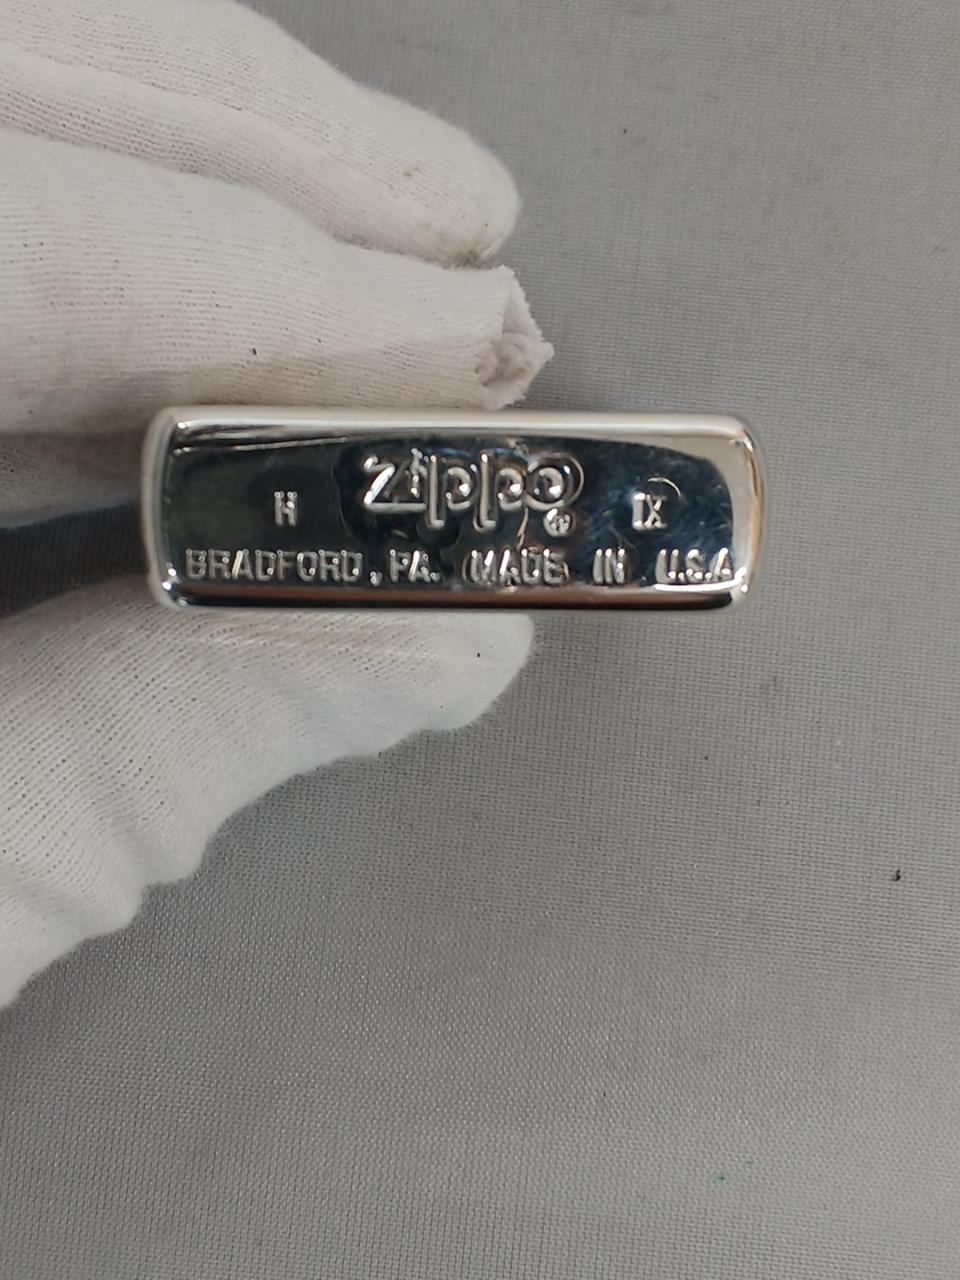 H Zippo ® IX
BRADFORD, PA. MADE IN U.S.A